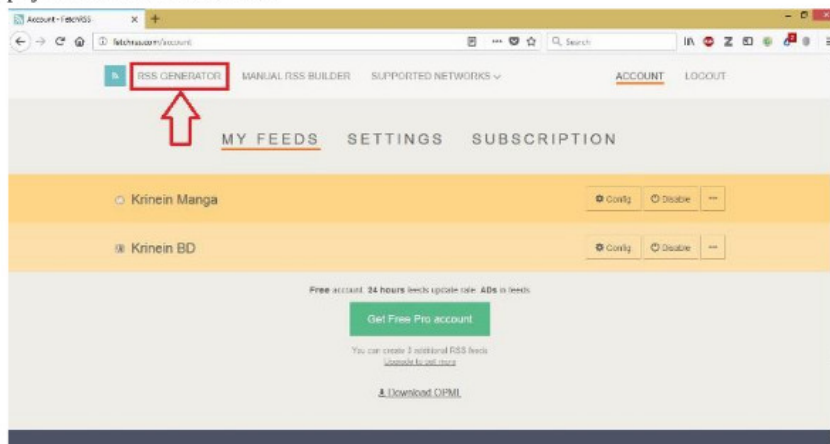 Account - FetchRSS
fetchrss.com/account
Search
RSS GENERATOR MANUAL RSS BUILDER SUPPORTED NETWORKS ACCOUNT LOGOUT
MY FEEDS SETTINGS SUBSCRIPTION
Krinein Manga Config Disable
Krinein BD Config Disable
Free account. 24 hours feeds update rate. ADs in feeds
Get Free Pro account
You can create 3 additional RSS feeds
Upgrade to get more
Download OPML